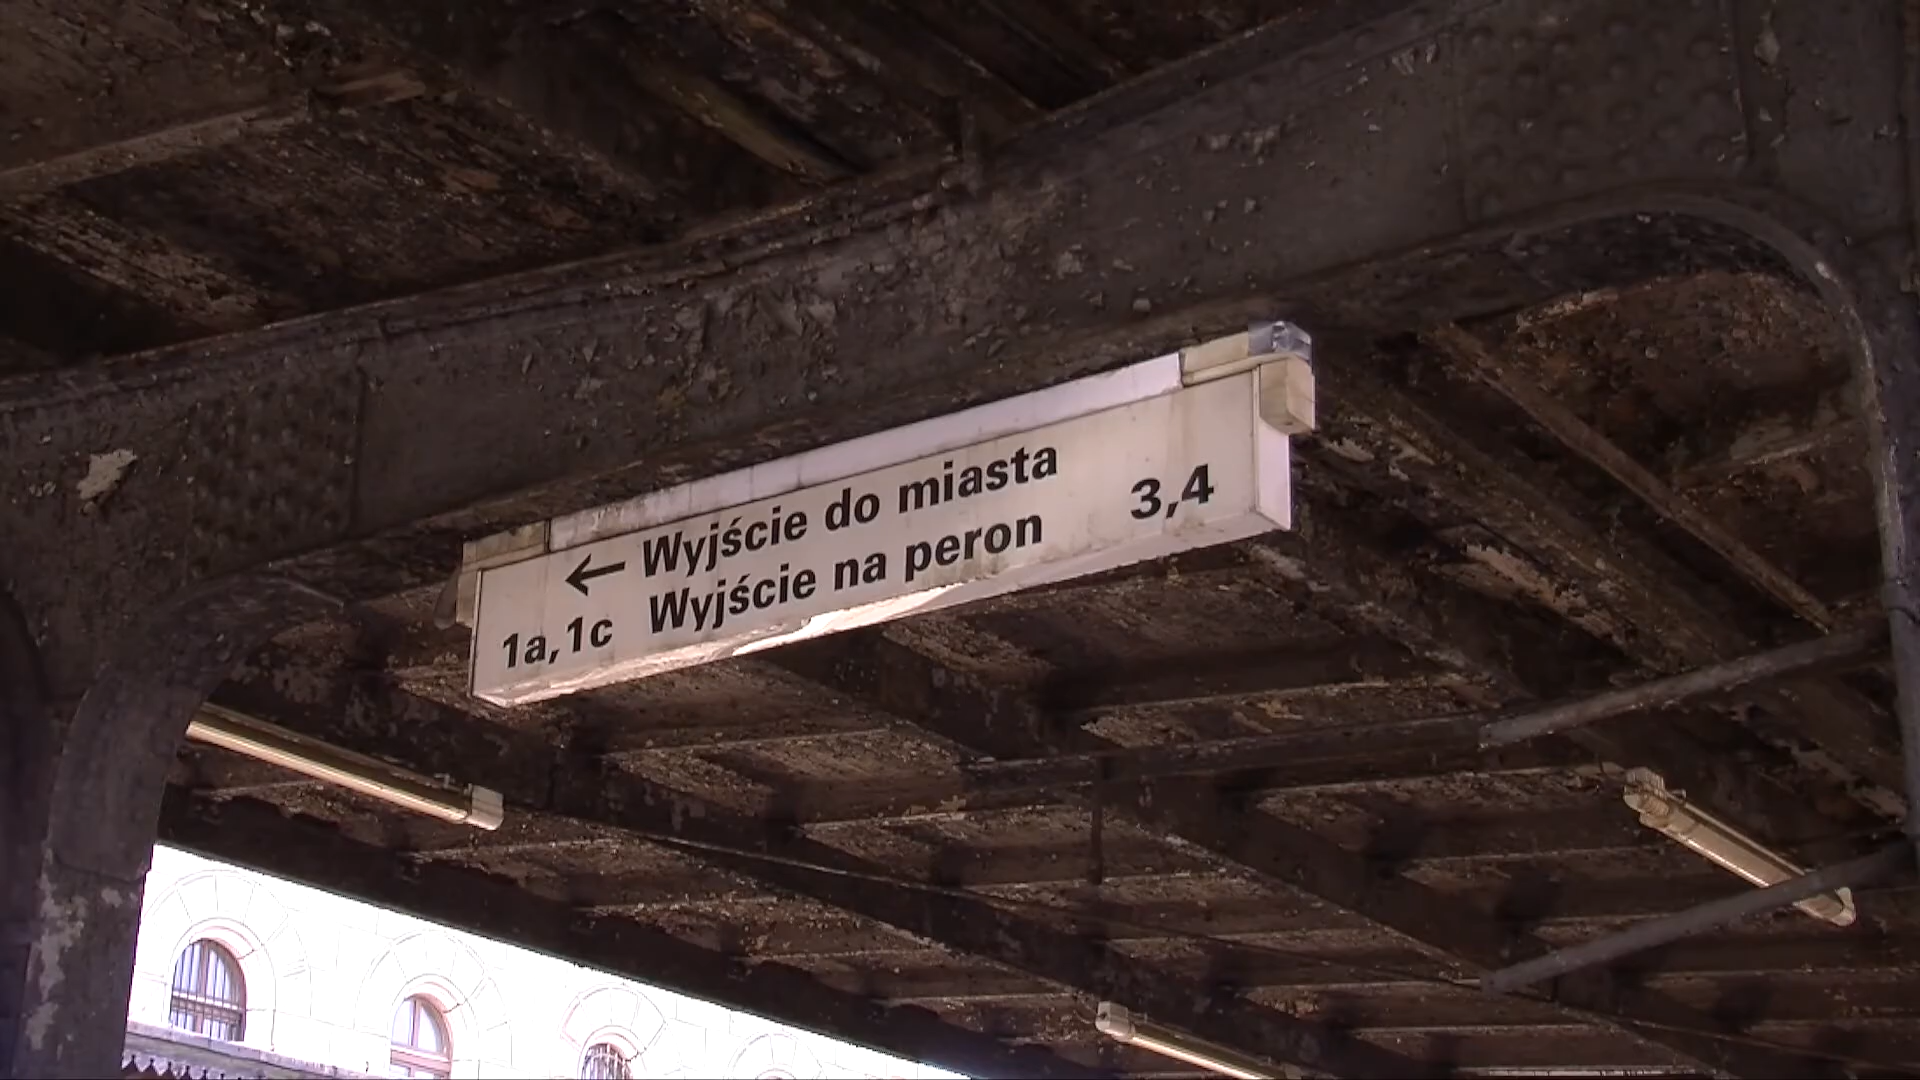 ← Wyjście do miasta
1a, 1c Wyjście na peron 3,4